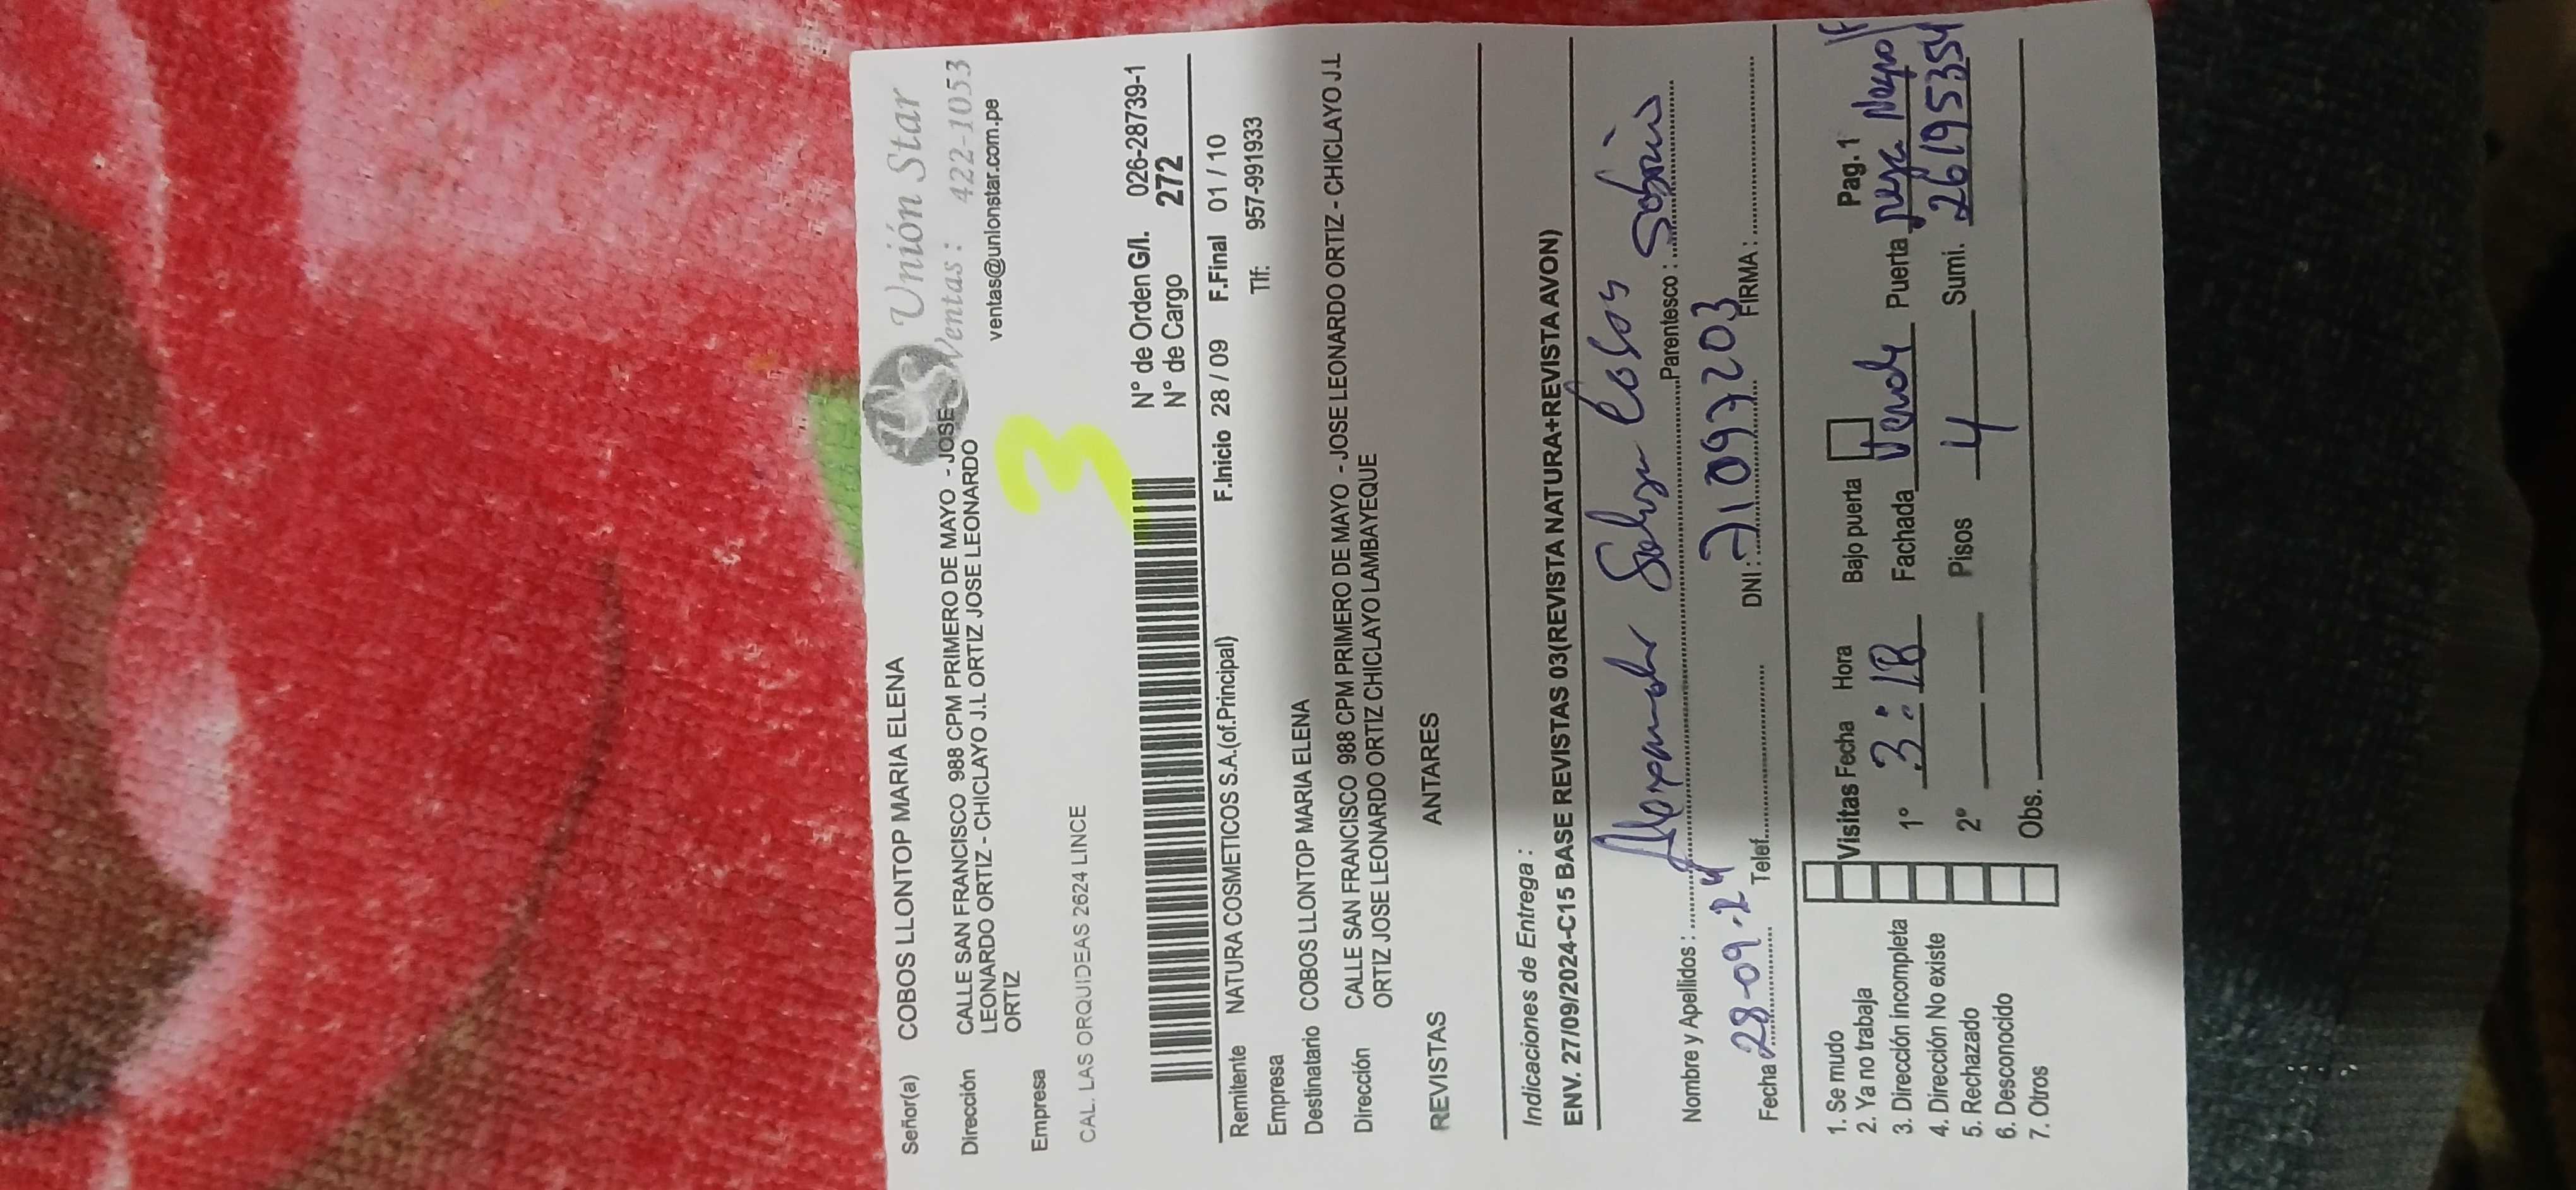 Unión Star
Ventas: 422-1053
ventas@unionstar.com.pe
Señor(a) COBOS LLONTOP MARIA ELENA
Dirección CALLE SAN FRANCISCO 988 CPM PRIMERO DE MAYO - JOSE
LEONARDO ORTIZ - CHICLAYO J.L ORTIZ JOSE LEONARDO
ORTIZ
Empresa
3
CAL. LAS ORQUIDEAS 2624 LINCE
N° de Orden G/I. 026-28739-1
N° de Cargo 272
Remitente NATURA COSMETICOS S.A.(of.Principal) F.Inicio 28 / 09 F.Final 01 / 10
Empresa Tlf: 957-991933
Destinatario COBOS LLONTOP MARIA ELENA
Dirección CALLE SAN FRANCISCO 988 CPM PRIMERO DE MAYO - JOSE LEONARDO ORTIZ - CHICLAYO J.L
ORTIZ JOSE LEONARDO ORTIZ CHICLAYO LAMBAYEQUE
REVISTAS ANTARES
Indicaciones de Entrega :
ENV. 27/09/2024-C15 BASE REVISTAS 03(REVISTA NATURA+REVISTA AVON)
Nombre y Apellidos : Parentesco : Sobrin
Fecha 28-09-24 Telef. DNI : 71097203 FIRMA :
1. Se mudo
2. Ya no trabaja
3. Dirección incompleta
4. Dirección No existe
5. Rechazado
6. Desconocido
7. Otros
Visitas Fecha Hora Bajo puerta Pag. 1
1° 3:18 Fachada Verde Puerta Negro
2° Pisos 4 Sumi. 26195354
Obs.